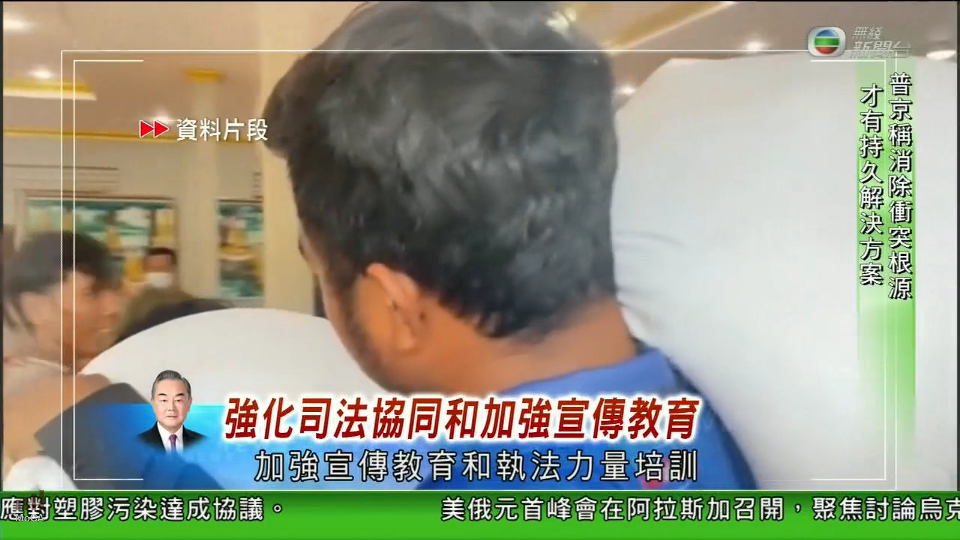 無綫
新聞台
資料片段
普京稱消除衝突根源
才有持久解決方案
強化司法協同和加強宣傳教育
加強宣傳教育和執法力量培訓
應對塑膠污染達成協議。
美俄元首峰會在阿拉斯加召開，聚焦討論烏克